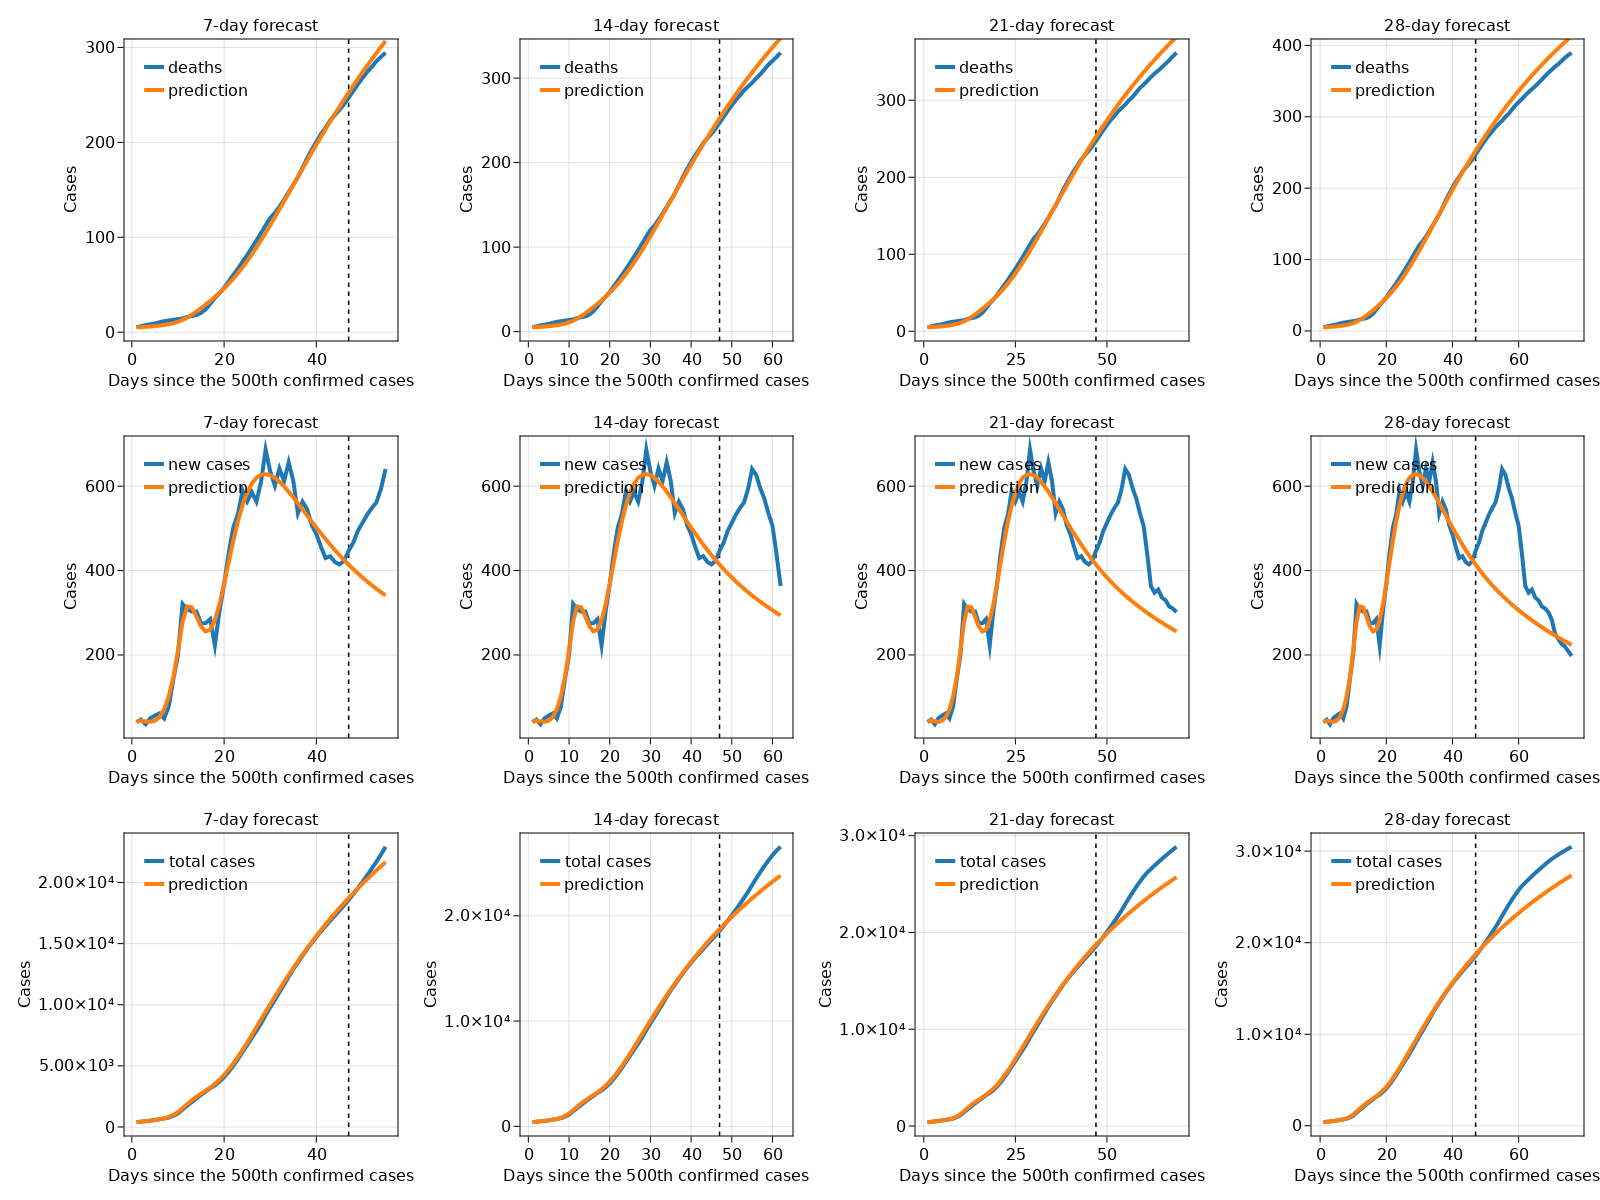 7-day forecast
14-day forecast
21-day forecast
28-day forecast
300
200
100
0
Cases
deaths
prediction
0 20 40
Days since the 500th confirmed cases
300
200
100
0
Cases
deaths
prediction
0 10 20 30 40 50 60
Days since the 500th confirmed cases
300
200
100
0
Cases
deaths
prediction
0 25 50
Days since the 500th confirmed cases
400
300
200
100
0
Cases
deaths
prediction
0 20 40 60
Days since the 500th confirmed cases
7-day forecast
14-day forecast
21-day forecast
28-day forecast
600
400
200
Cases
new cases
prediction
0 20 40
Days since the 500th confirmed cases
600
400
200
Cases
new cases
prediction
0 10 20 30 40 50 60
Days since the 500th confirmed cases
600
400
200
Cases
new cases
prediction
0 25 50
Days since the 500th confirmed cases
600
400
200
Cases
new cases
prediction
0 20 40 60
Days since the 500th confirmed cases
7-day forecast
14-day forecast
21-day forecast
28-day forecast
2.00×10⁴
1.50×10⁴
1.00×10⁴
5.00×10³
0
Cases
total cases
prediction
0 20 40
Days since the 500th confirmed cases
2.0×10⁴
1.0×10⁴
0
Cases
total cases
prediction
0 10 20 30 40 50 60
Days since the 500th confirmed cases
3.0×10⁴
2.0×10⁴
1.0×10⁴
0
Cases
total cases
prediction
0 25 50
Days since the 500th confirmed cases
3.0×10⁴
2.0×10⁴
1.0×10⁴
0
Cases
total cases
prediction
0 20 40 60
Days since the 500th confirmed cases